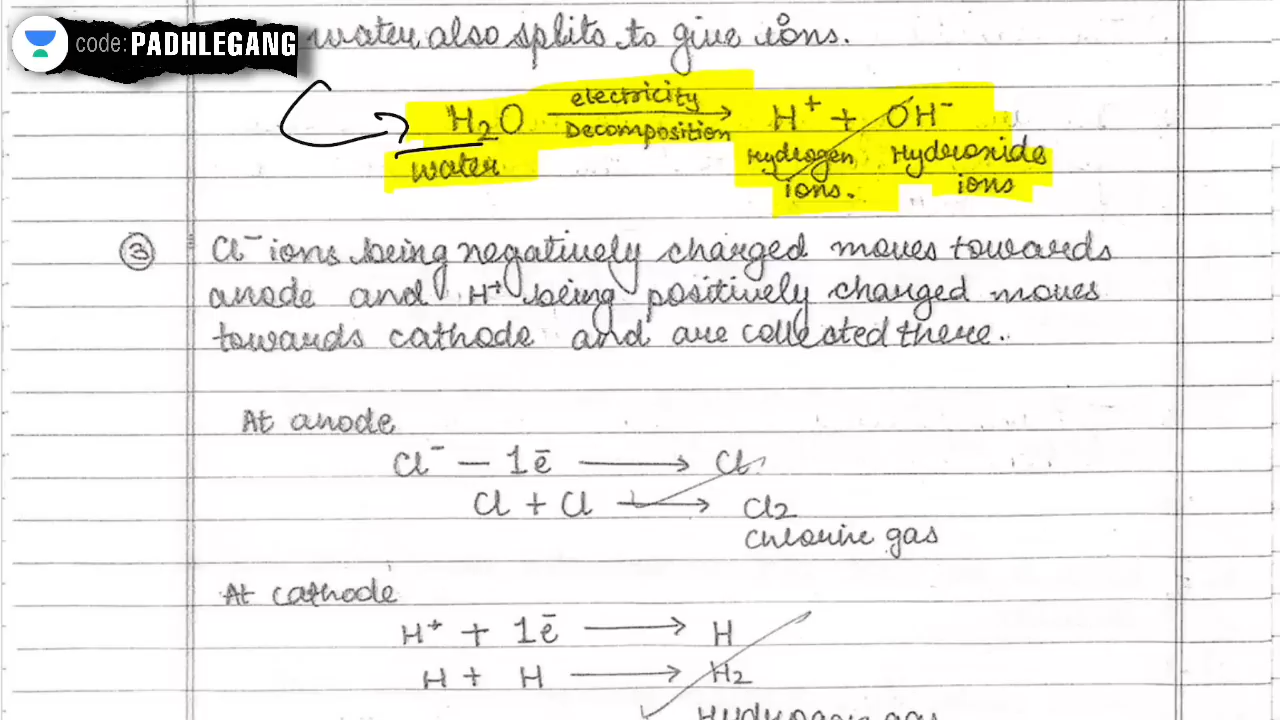 code: PADHLEGANG
water also splits to give ions.
H₂O electricity Decomposition → H⁺ + OH⁻
water Hydrogen ions. Hydroxide ions
③ Cl⁻ ions being negatively charged moves towards
anode and H⁺ being positively charged moves
towards cathode and are collected there.
At anode
Cl⁻ — 1ē → Cl
Cl + Cl → Cl2
Chlorine gas
At cathode
H⁺ + 1ē → H
H + H → H2
Hydrogen gas